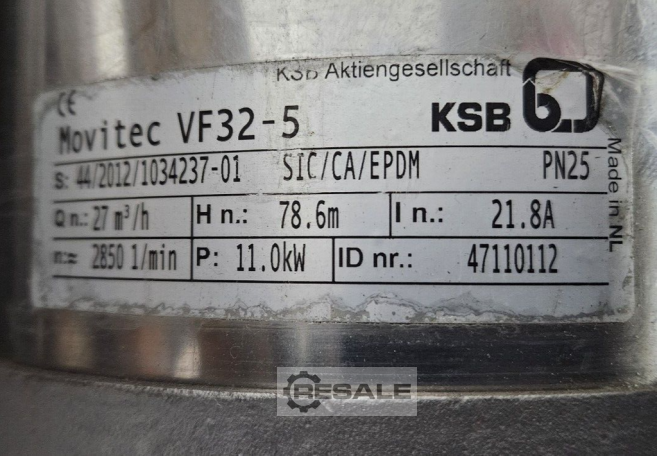 KSB Aktiengesellschaft
CE
Movitec VF32-5 KSB
S: 44/2012/1034237-01 SIC/CA/EPDM PN25
Q n.: 27 m³/h H n.: 78.6m I n.: 21.8A
n:≈ 2850 1/min P: 11.0kW ID nr.: 47110112
Made in NL
RESALE